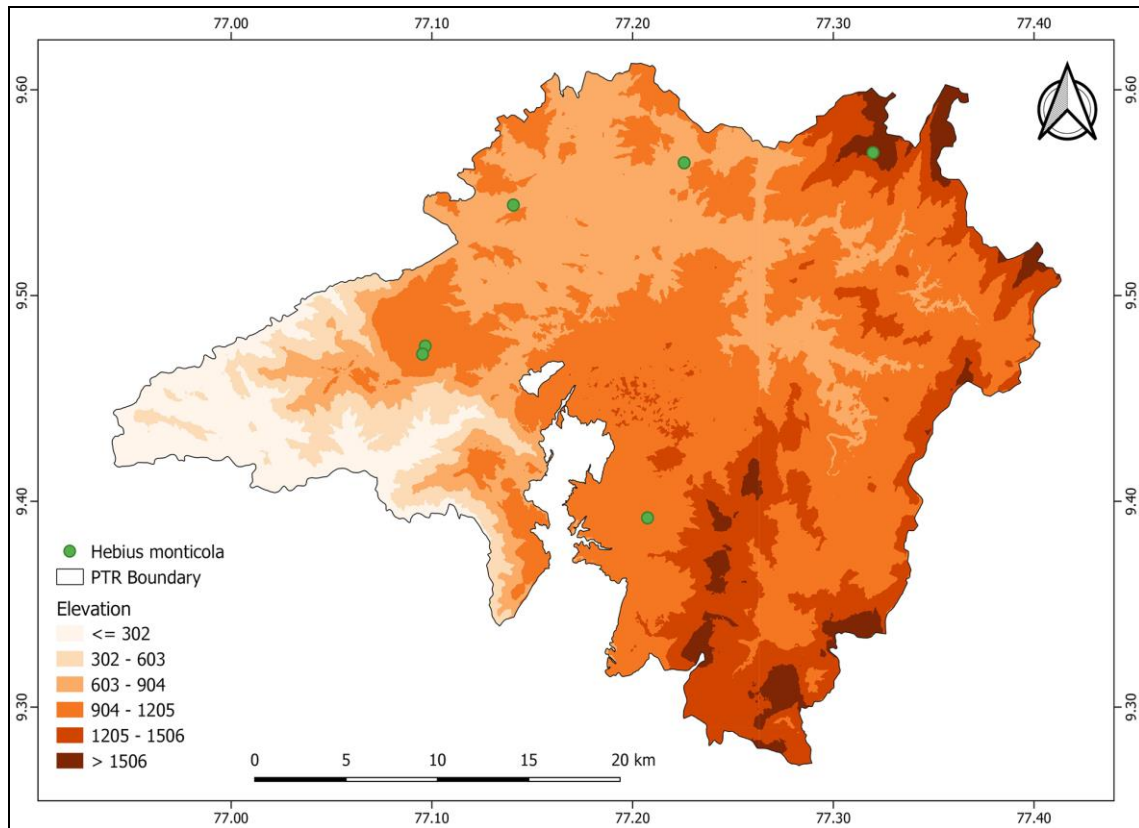 77.00 77.10 77.20 77.30 77.40
9.60 9.60
9.50 9.50
9.40 9.40
9.30 9.30
Hebius monticola
PTR Boundary
Elevation
<= 302
302 - 603
603 - 904
904 - 1205
1205 - 1506
> 1506
0 5 10 15 20 km
77.00 77.10 77.20 77.30 77.40